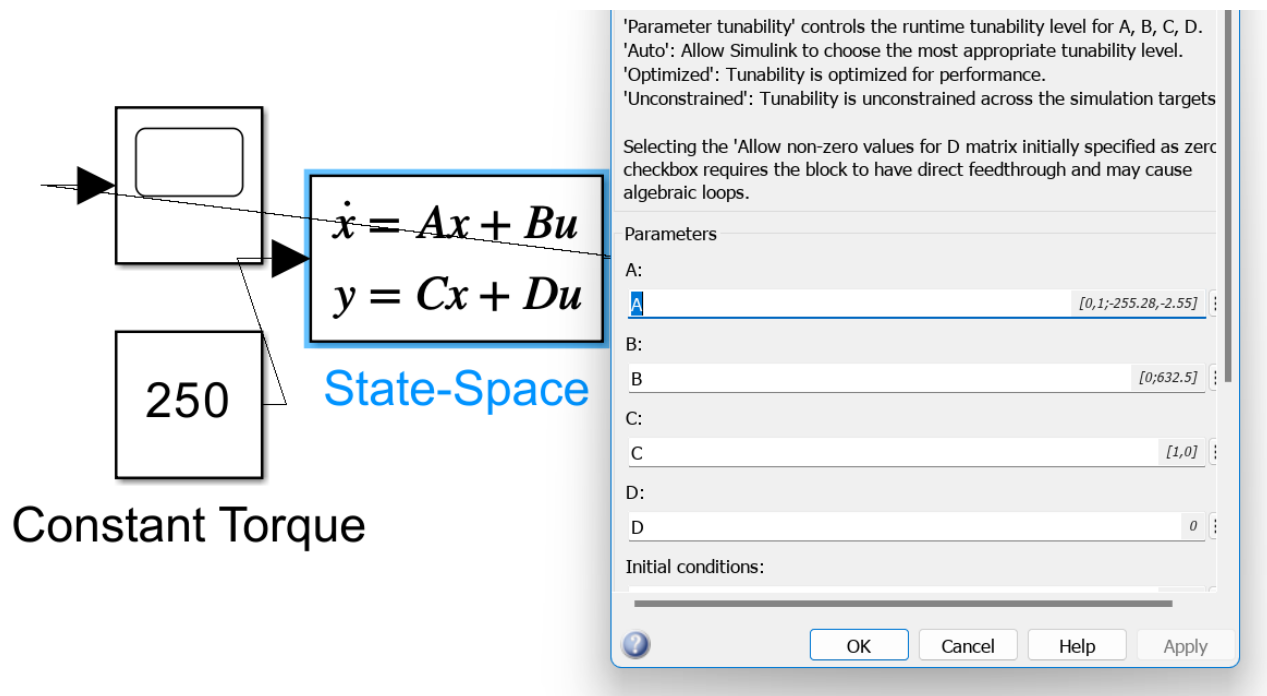 'Parameter tunability' controls the runtime tunability level for A, B, C, D.
'Auto': Allow Simulink to choose the most appropriate tunability level.
'Optimized': Tunability is optimized for performance.
'Unconstrained': Tunability is unconstrained across the simulation targets
Selecting the 'Allow non-zero values for D matrix initially specified as zero
checkbox requires the block to have direct feedthrough and may cause
algebraic loops.
Parameters
A:
A [0,1;-255.28,-2.55]
B:
B [0;632.5]
C:
C [1,0]
D:
D 0
Initial conditions:
OK Cancel Help Apply
ẋ = Ax + Bu
y = Cx + Du
State-Space
250
Constant Torque